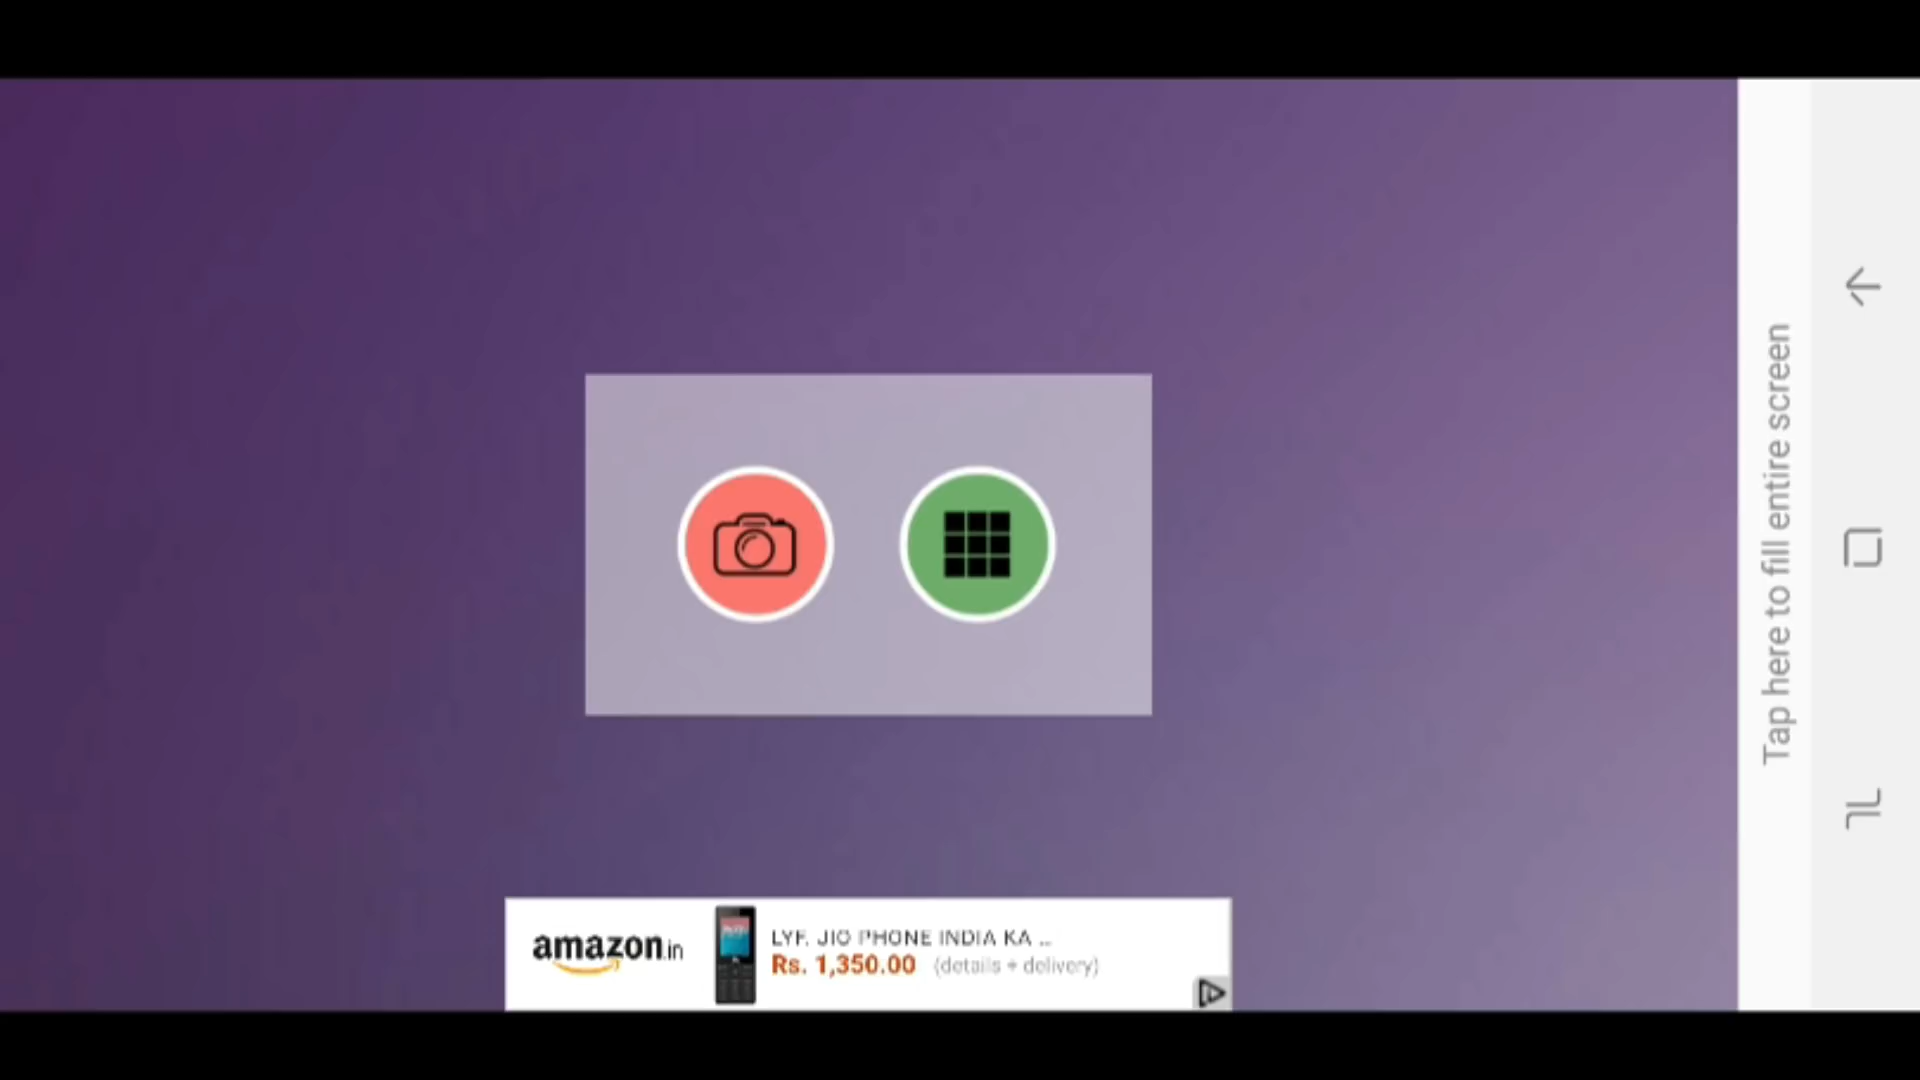 Tap here to fill entire screen
amazon.in
LYF. JIO PHONE INDIA KA ...
Rs. 1,350.00 (details + delivery)